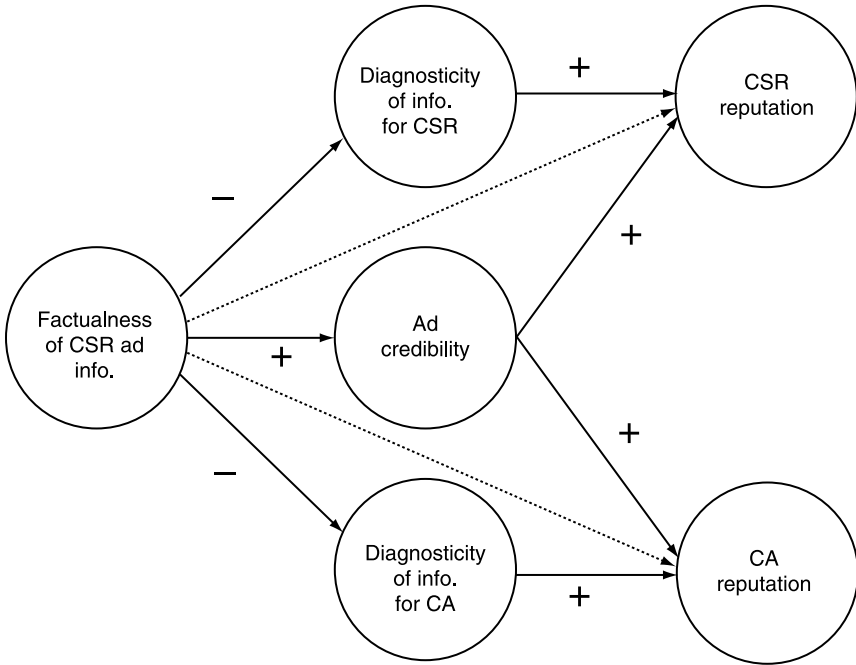 Diagnosticity
of info.
for CSR
+
CSR
reputation
−
+
Factualness
of CSR ad
info.
+
Ad
credibility
+
−
Diagnosticity
of info.
for CA
+
CA
reputation